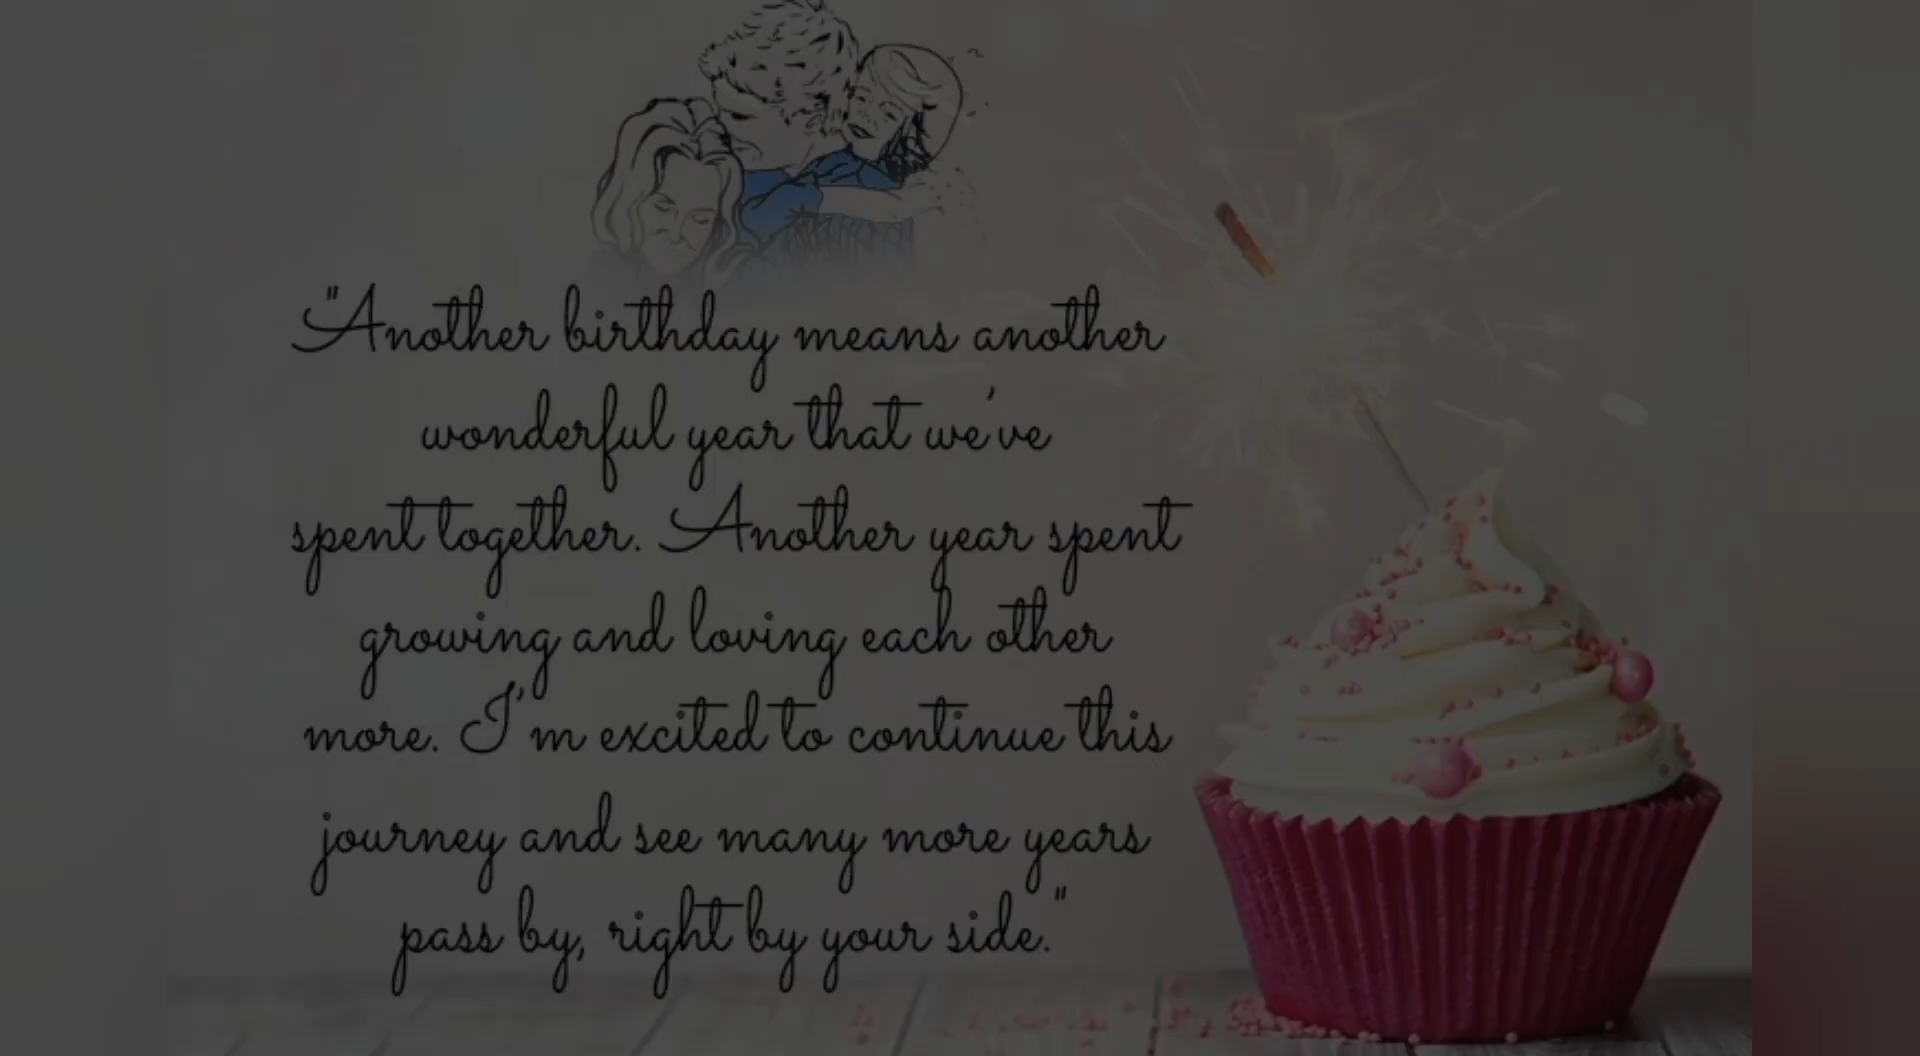 "Another birthday means another
wonderful year that we've
spent together. Another year spent
growing and loving each other
more. I'm excited to continue this
journey and see many more years
pass by, right by your side."